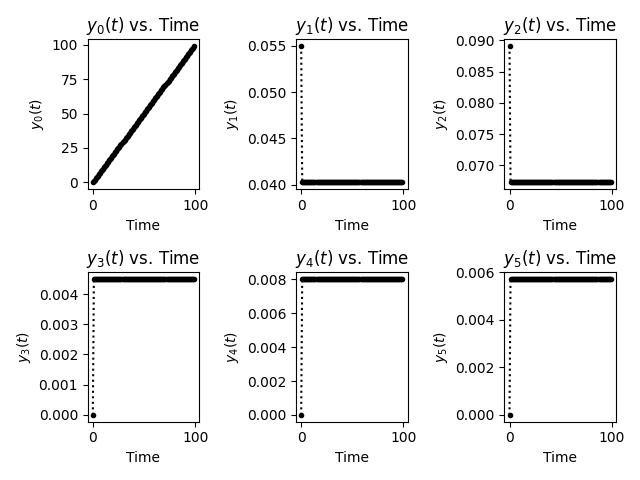 y₀(t) vs. Time
100
75
50
25
0
y₀(t)
0 100
Time
y₁(t) vs. Time
0.055
0.050
0.045
0.040
y₁(t)
0 100
Time
y₂(t) vs. Time
0.090
0.085
0.080
0.075
0.070
y₂(t)
0 100
Time
y₃(t) vs. Time
0.004
0.003
0.002
0.001
0.000
y₃(t)
0 100
Time
y₄(t) vs. Time
0.008
0.006
0.004
0.002
0.000
y₄(t)
0 100
Time
y₅(t) vs. Time
0.006
0.004
0.002
0.000
y₅(t)
0 100
Time